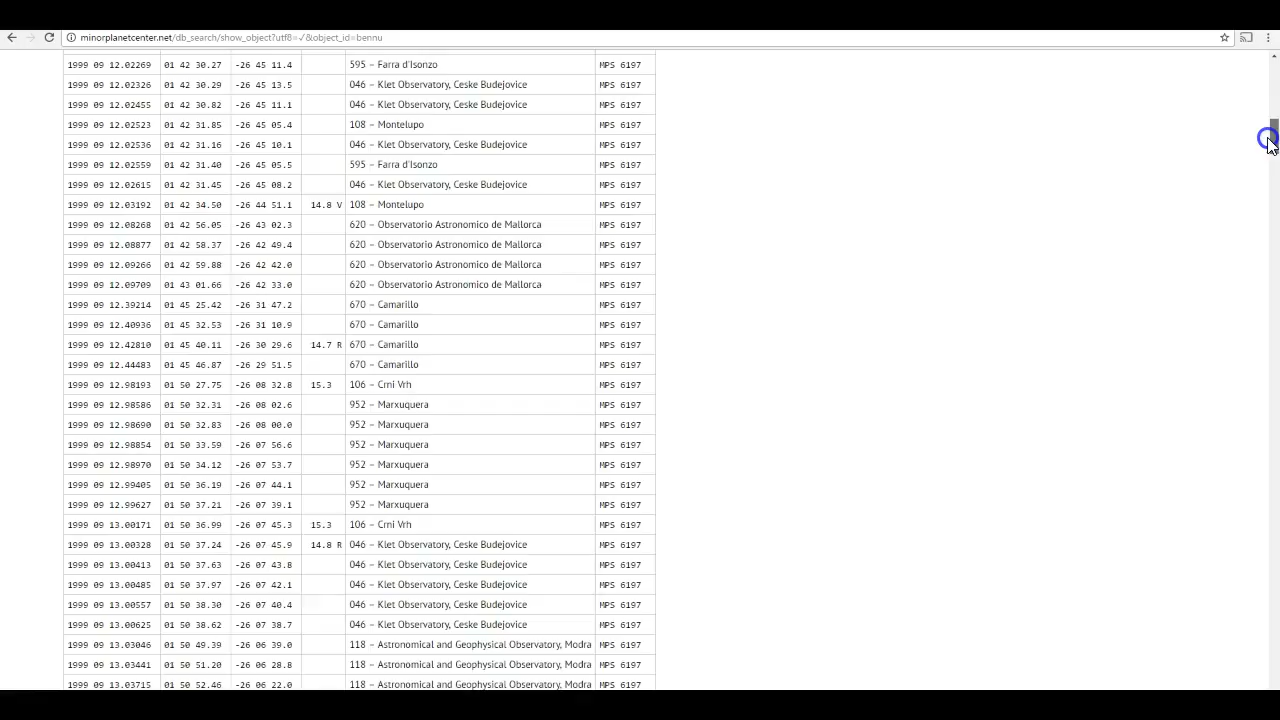 minorplanetcenter.net/db_search/show_object?utf8=✓&object_id=bennu
1999 09 12.02269 01 42 30.27 -26 45 11.4 595 – Farra d'Isonzo MPS 6197
1999 09 12.02326 01 42 30.29 -26 45 13.5 046 – Klet Observatory, Ceske Budejovice MPS 6197
1999 09 12.02455 01 42 30.82 -26 45 11.1 046 – Klet Observatory, Ceske Budejovice MPS 6197
1999 09 12.02523 01 42 31.85 -26 45 05.4 108 – Montelupo MPS 6197
1999 09 12.02536 01 42 31.16 -26 45 10.1 046 – Klet Observatory, Ceske Budejovice MPS 6197
1999 09 12.02559 01 42 31.40 -26 45 05.5 595 – Farra d'Isonzo MPS 6197
1999 09 12.02615 01 42 31.45 -26 45 08.2 046 – Klet Observatory, Ceske Budejovice MPS 6197
1999 09 12.03192 01 42 34.50 -26 44 51.1 14.8 V 108 – Montelupo MPS 6197
1999 09 12.08268 01 42 56.05 -26 43 02.3 620 – Observatorio Astronomico de Mallorca MPS 6197
1999 09 12.08877 01 42 58.37 -26 42 49.4 620 – Observatorio Astronomico de Mallorca MPS 6197
1999 09 12.09266 01 42 59.88 -26 42 42.0 620 – Observatorio Astronomico de Mallorca MPS 6197
1999 09 12.09709 01 43 01.66 -26 42 33.0 620 – Observatorio Astronomico de Mallorca MPS 6197
1999 09 12.39214 01 45 25.42 -26 31 47.2 670 – Camarillo MPS 6197
1999 09 12.40936 01 45 32.53 -26 31 10.9 670 – Camarillo MPS 6197
1999 09 12.42810 01 45 40.11 -26 30 29.6 14.7 R 670 – Camarillo MPS 6197
1999 09 12.44483 01 45 46.87 -26 29 51.5 670 – Camarillo MPS 6197
1999 09 12.98193 01 50 27.75 -26 08 32.8 15.3 106 – Crni Vrh MPS 6197
1999 09 12.98586 01 50 32.31 -26 08 02.6 952 – Marxuquera MPS 6197
1999 09 12.98690 01 50 32.83 -26 08 00.0 952 – Marxuquera MPS 6197
1999 09 12.98854 01 50 33.59 -26 07 56.6 952 – Marxuquera MPS 6197
1999 09 12.98970 01 50 34.12 -26 07 53.7 952 – Marxuquera MPS 6197
1999 09 12.99405 01 50 36.19 -26 07 44.1 952 – Marxuquera MPS 6197
1999 09 12.99627 01 50 37.21 -26 07 39.1 952 – Marxuquera MPS 6197
1999 09 13.00171 01 50 36.99 -26 07 45.3 15.3 106 – Crni Vrh MPS 6197
1999 09 13.00328 01 50 37.24 -26 07 45.9 14.8 R 046 – Klet Observatory, Ceske Budejovice MPS 6197
1999 09 13.00413 01 50 37.63 -26 07 43.8 046 – Klet Observatory, Ceske Budejovice MPS 6197
1999 09 13.00485 01 50 37.97 -26 07 42.1 046 – Klet Observatory, Ceske Budejovice MPS 6197
1999 09 13.00557 01 50 38.30 -26 07 40.4 046 – Klet Observatory, Ceske Budejovice MPS 6197
1999 09 13.00625 01 50 38.62 -26 07 38.7 046 – Klet Observatory, Ceske Budejovice MPS 6197
1999 09 13.03046 01 50 49.39 -26 06 39.0 118 – Astronomical and Geophysical Observatory, Modra MPS 6197
1999 09 13.03441 01 50 51.20 -26 06 28.8 118 – Astronomical and Geophysical Observatory, Modra MPS 6197
1999 09 13.03715 01 50 52.46 -26 06 22.0 118 – Astronomical and Geophysical Observatory, Modra MPS 6197